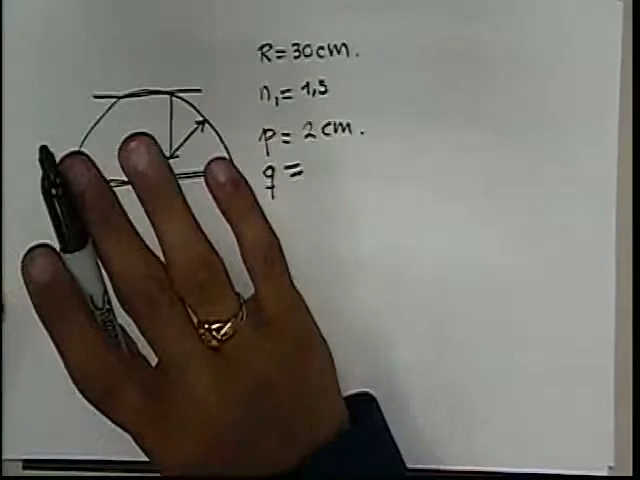 R=30cm.
n₁=1,5
p=2cm.
q=